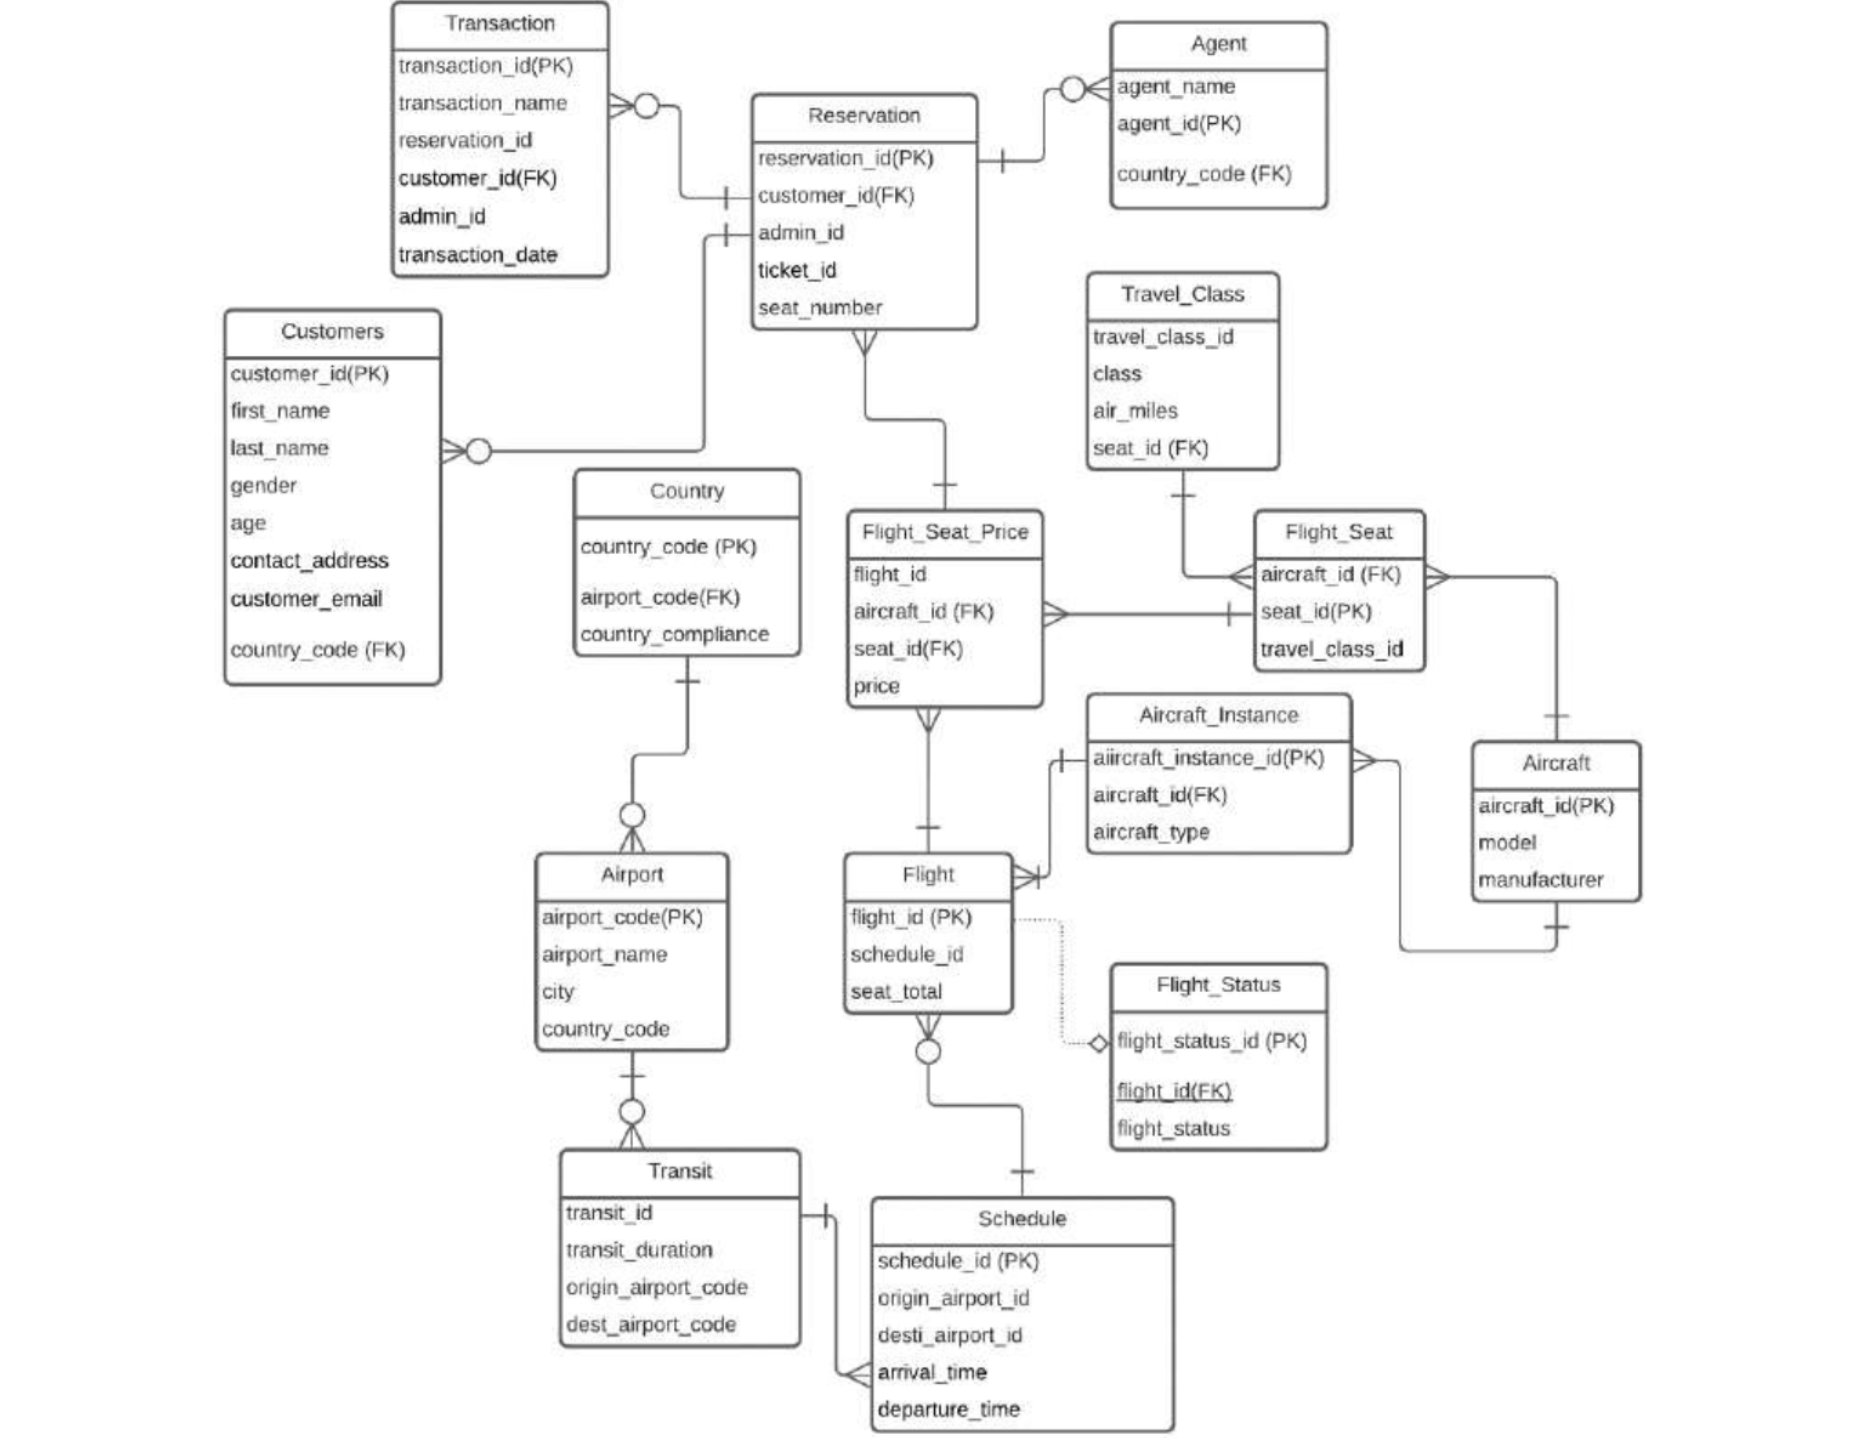 Transaction
transaction_id(PK)
transaction_name
reservation_id
customer_id(FK)
admin_id
transaction_date
Agent
agent_name
agent_id(PK)
country_code (FK)
Reservation
reservation_id(PK)
customer_id(FK)
admin_id
ticket_id
seat_number
Travel_Class
travel_class_id
class
air_miles
seat_id (FK)
Customers
customer_id(PK)
first_name
last_name
gender
age
contact_address
customer_email
country_code (FK)
Country
country_code (PK)
airport_code(FK)
country_compliance
Flight_Seat_Price
flight_id
aircraft_id (FK)
seat_id(FK)
price
Flight_Seat
aircraft_id (FK)
seat_id(PK)
travel_class_id
Aircraft_Instance
aiircraft_instance_id(PK)
aircraft_id(FK)
aircraft_type
Aircraft
aircraft_id(PK)
model
manufacturer
Airport
airport_code(PK)
airport_name
city
country_code
Flight
flight_id (PK)
schedule_id
seat_total
Flight_Status
flight_status_id (PK)
flight_id(FK)
flight_status
Transit
transit_id
transit_duration
origin_airport_code
dest_airport_code
Schedule
schedule_id (PK)
origin_airport_id
desti_airport_id
arrival_time
departure_time